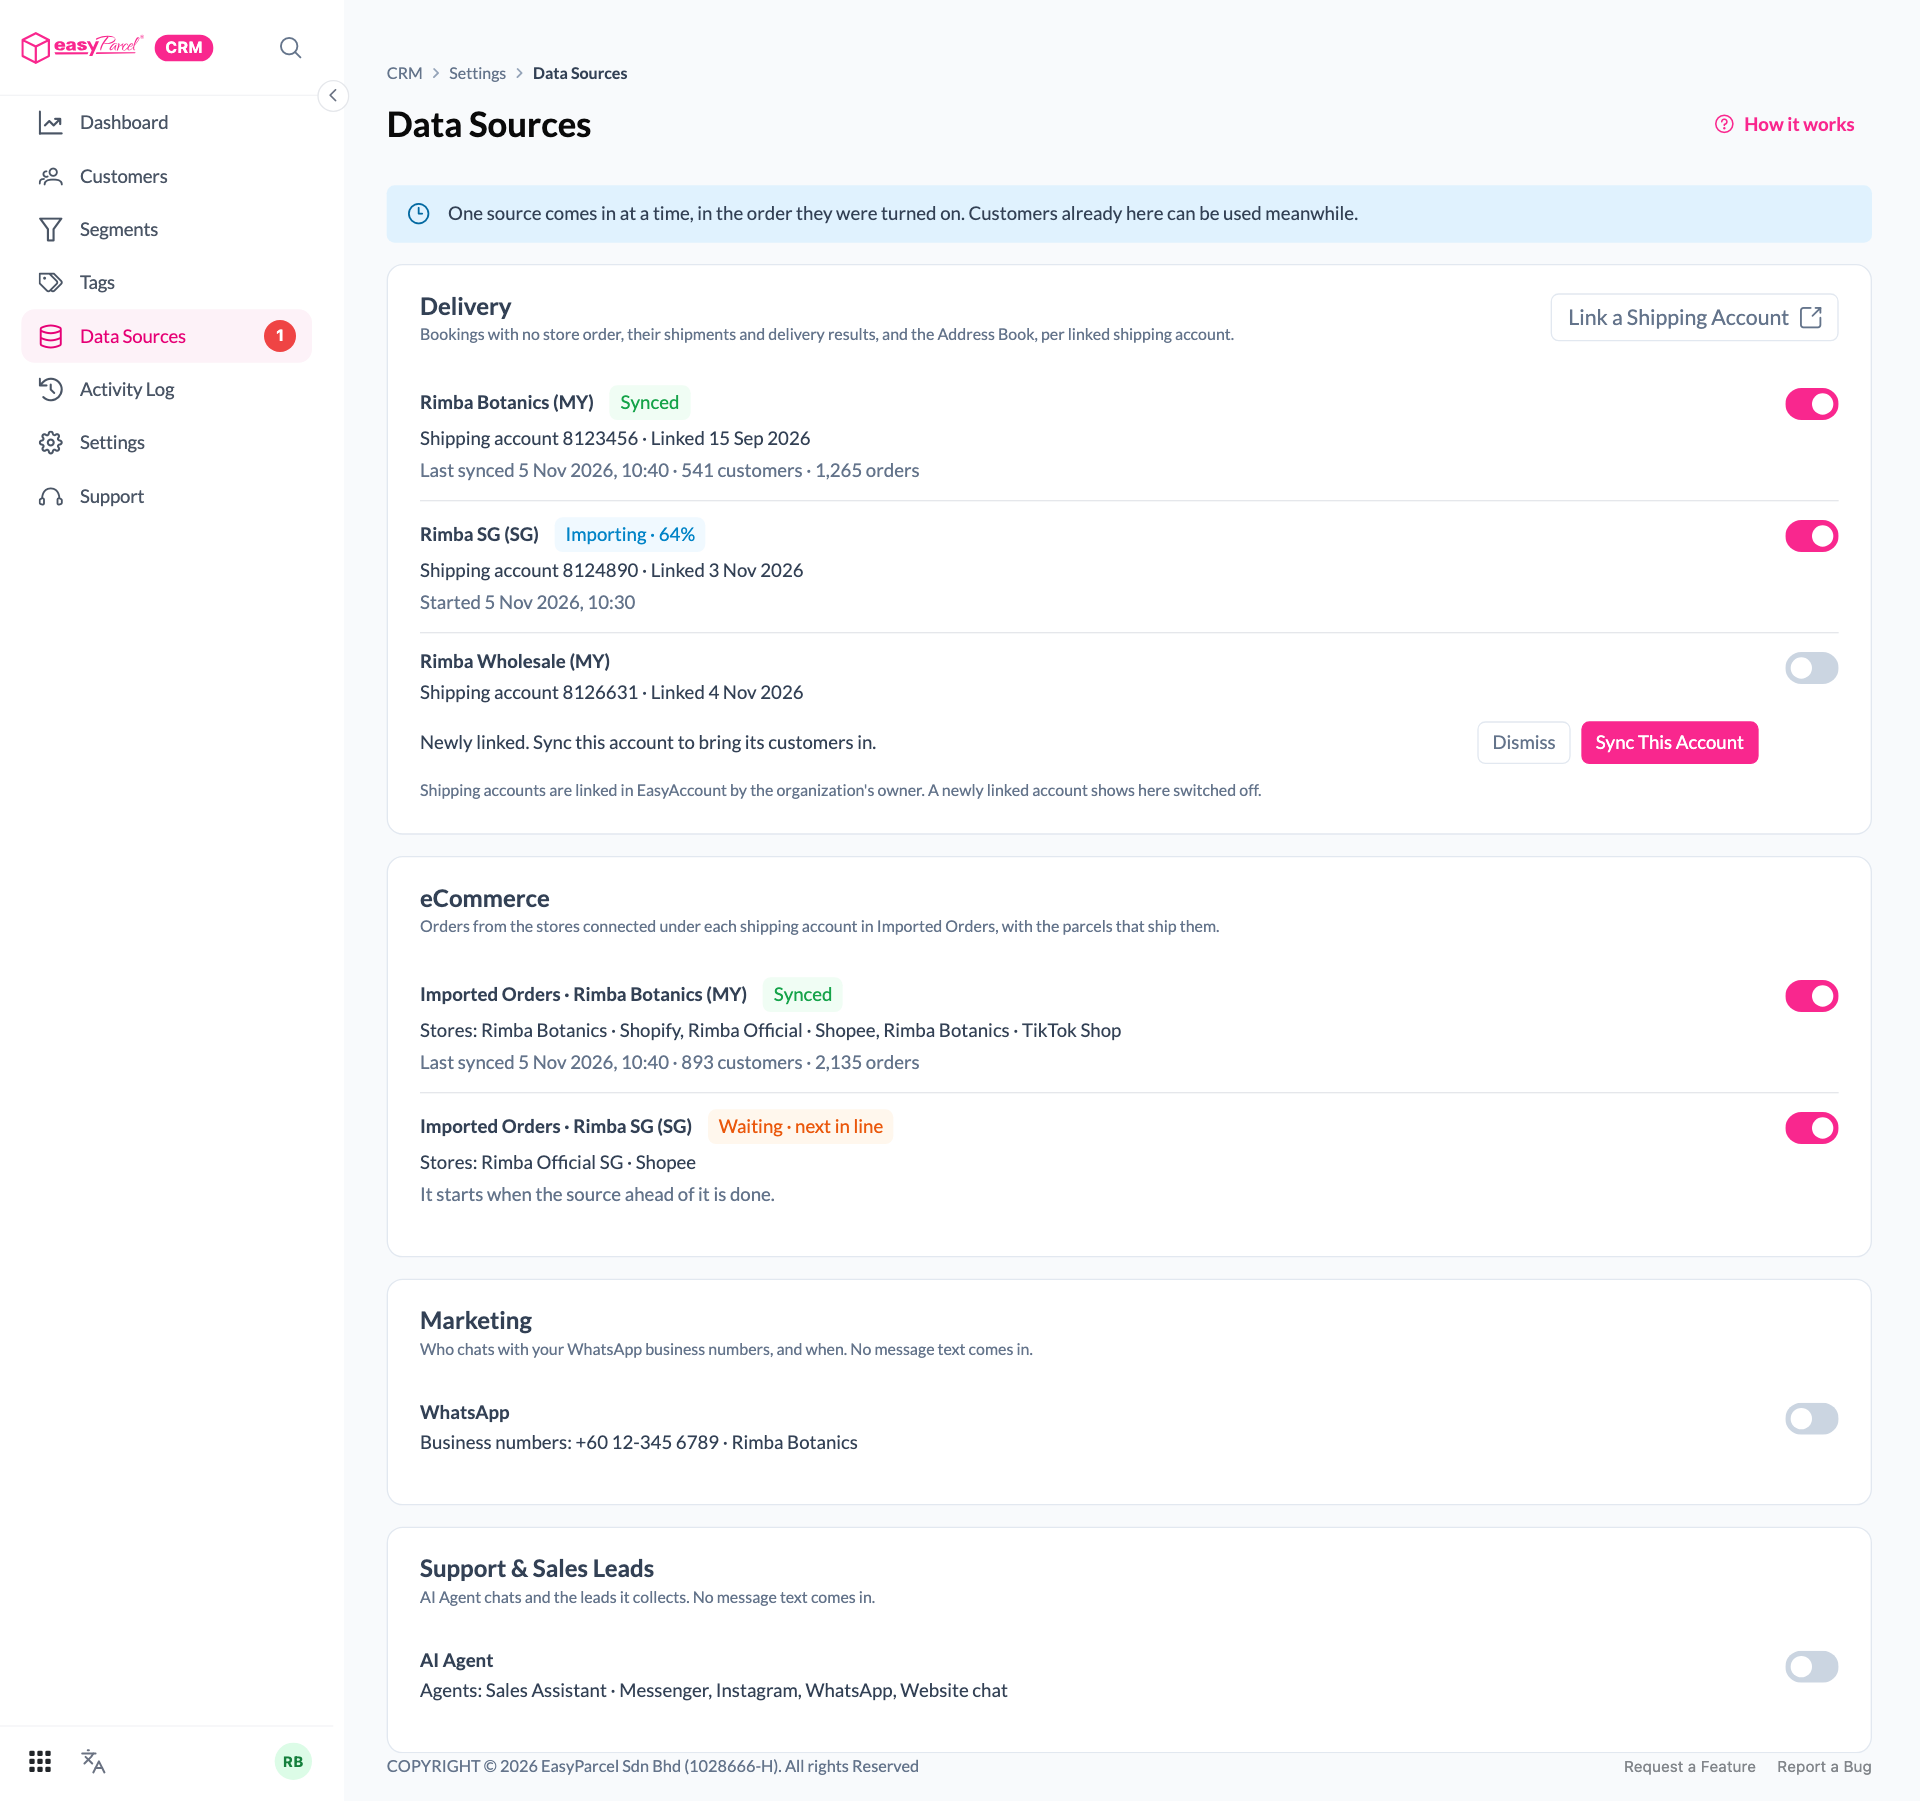 easyParcel CRM
Dashboard
Customers
Segments
Tags
Data Sources 1
Activity Log
Settings
Support
RB
CRM > Settings > Data Sources
Data Sources
How it works
One source comes in at a time, in the order they were turned on. Customers already here can be used meanwhile.
Delivery
Bookings with no store order, their shipments and delivery results, and the Address Book, per linked shipping account.
Link a Shipping Account
Rimba Botanics (MY) Synced
Shipping account 8123456 · Linked 15 Sep 2026
Last synced 5 Nov 2026, 10:40 · 541 customers · 1,265 orders
Rimba SG (SG) Importing · 64%
Shipping account 8124890 · Linked 3 Nov 2026
Started 5 Nov 2026, 10:30
Rimba Wholesale (MY)
Shipping account 8126631 · Linked 4 Nov 2026
Newly linked. Sync this account to bring its customers in.
Dismiss
Sync This Account
Shipping accounts are linked in EasyAccount by the organization's owner. A newly linked account shows here switched off.
eCommerce
Orders from the stores connected under each shipping account in Imported Orders, with the parcels that ship them.
Imported Orders · Rimba Botanics (MY) Synced
Stores: Rimba Botanics · Shopify, Rimba Official · Shopee, Rimba Botanics · TikTok Shop
Last synced 5 Nov 2026, 10:40 · 893 customers · 2,135 orders
Imported Orders · Rimba SG (SG) Waiting · next in line
Stores: Rimba Official SG · Shopee
It starts when the source ahead of it is done.
Marketing
Who chats with your WhatsApp business numbers, and when. No message text comes in.
WhatsApp
Business numbers: +60 12-345 6789 · Rimba Botanics
Support & Sales Leads
AI Agent chats and the leads it collects. No message text comes in.
AI Agent
Agents: Sales Assistant · Messenger, Instagram, WhatsApp, Website chat
COPYRIGHT © 2026 EasyParcel Sdn Bhd (1028666-H). All rights Reserved
Request a Feature
Report a Bug